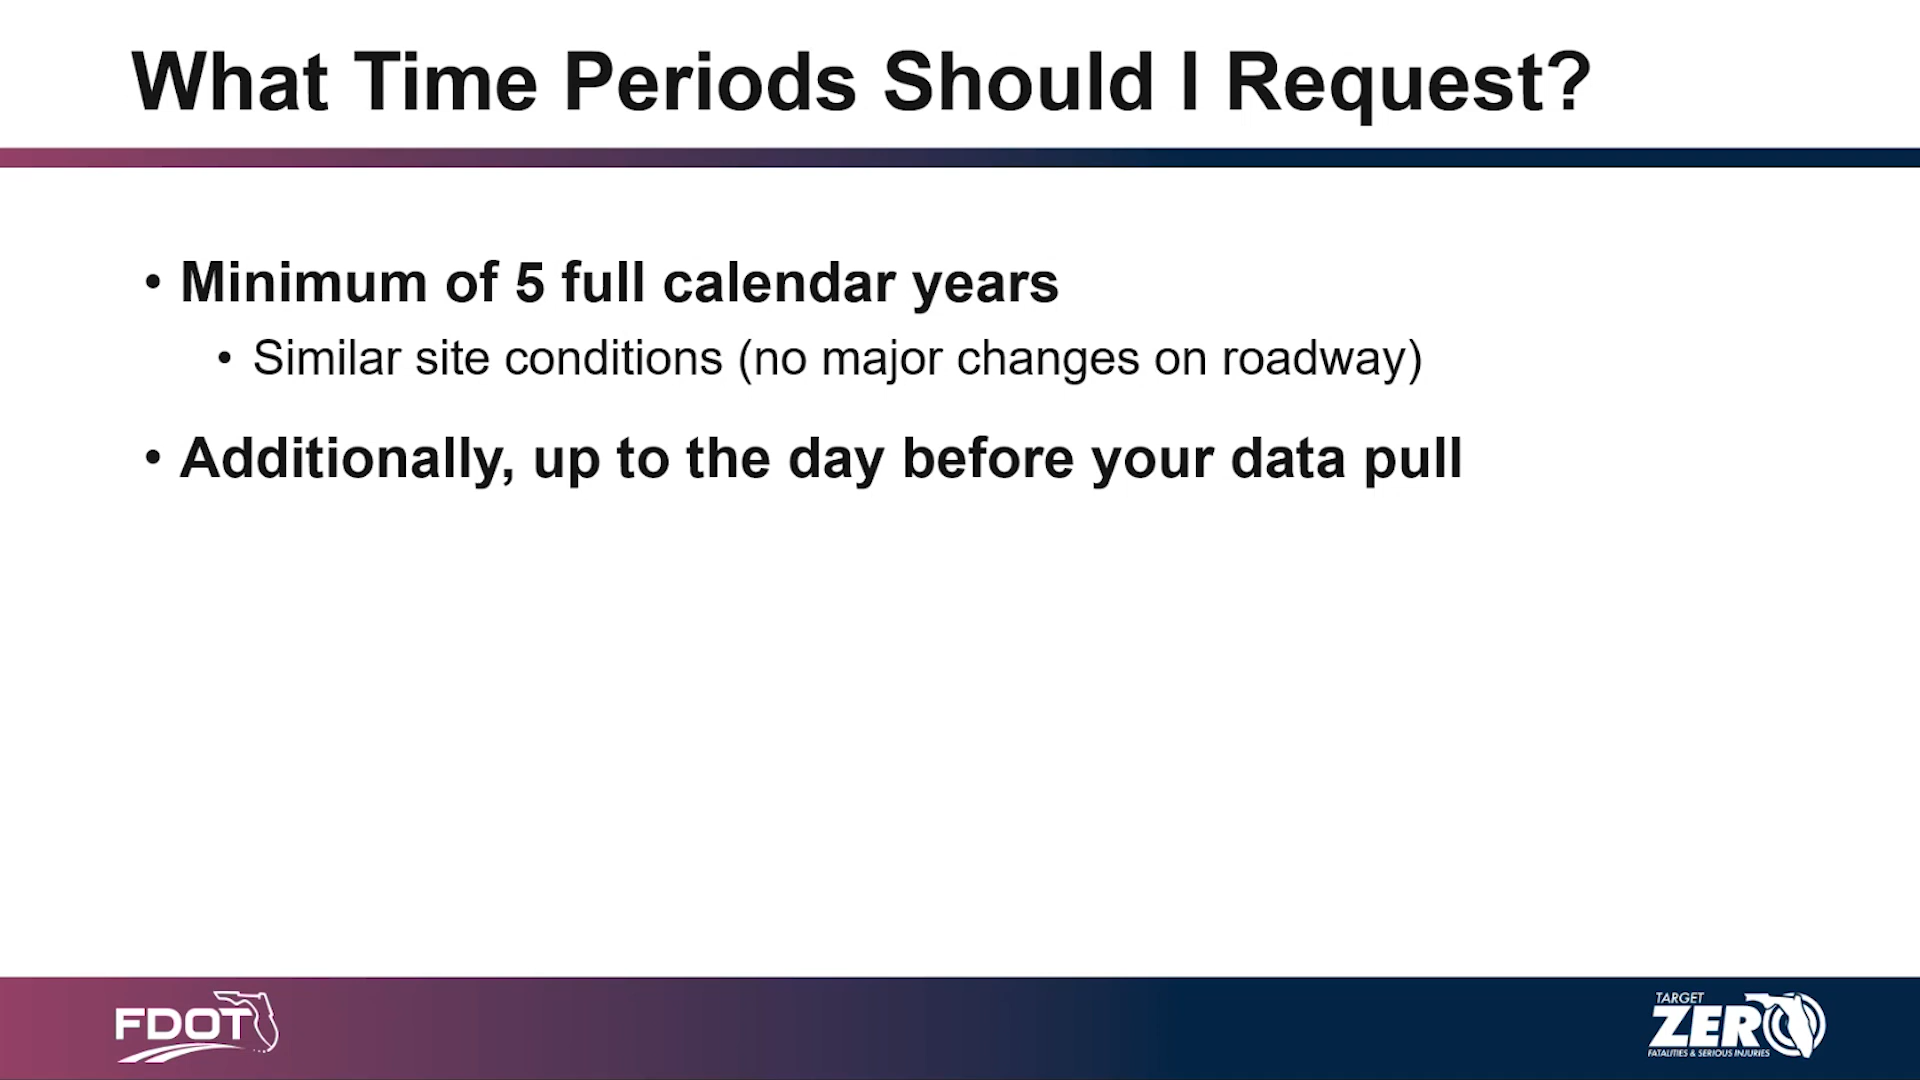 What Time Periods Should I Request?
• Minimum of 5 full calendar years
• Similar site conditions (no major changes on roadway)
• Additionally, up to the day before your data pull
FDOT
TARGET
ZERO
FATALITIES & SERIOUS INJURIES